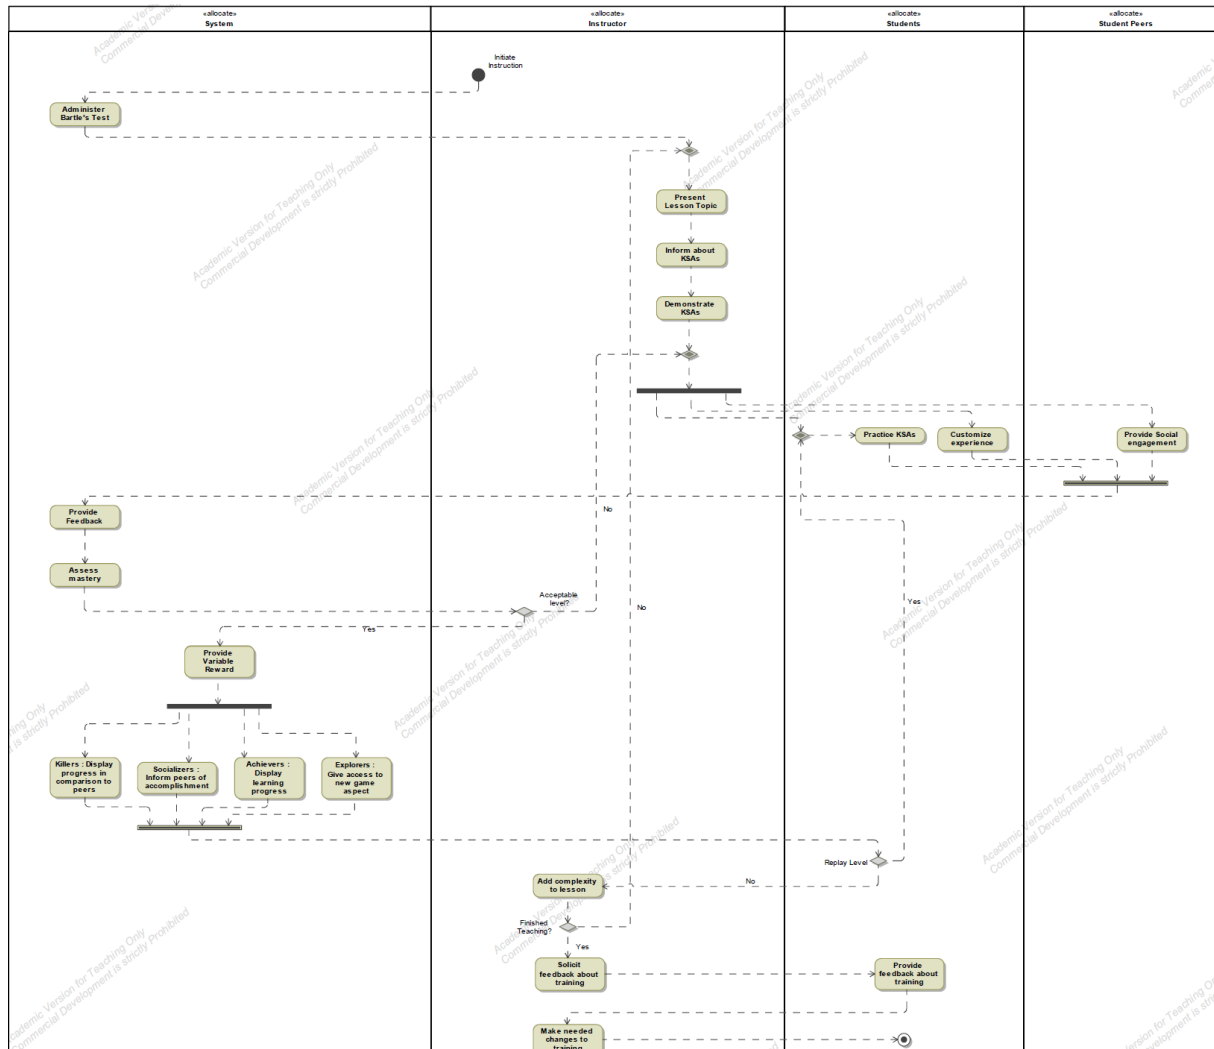 «allocate»
System
«allocate»
Instructor
«allocate»
Students
«allocate»
Student Peers
Academic Version for Teaching Only
Commercial Development is strictly Prohibited
Initiate
Instruction
Administer
Bartle's Test
Present
Lesson Topic
Inform about
KSAs
Demonstrate
KSAs
Practice KSAs
Customize
experience
Provide Social
engagement
Provide
Feedback
No
Assess
mastery
Acceptable
level?
No
Yes
Yes
Provide
Variable
Reward
Killers : Display
progress in
comparison to
peers
Socializers :
Inform peers of
accomplishment
Achievers :
Display
learning
progress
Explorers :
Give access to
new game
aspect
Replay Level
Add complexity
to lesson
No
Finished
Teaching?
Yes
Solicit
feedback about
training
Provide
feedback about
training
Make needed
changes to
training